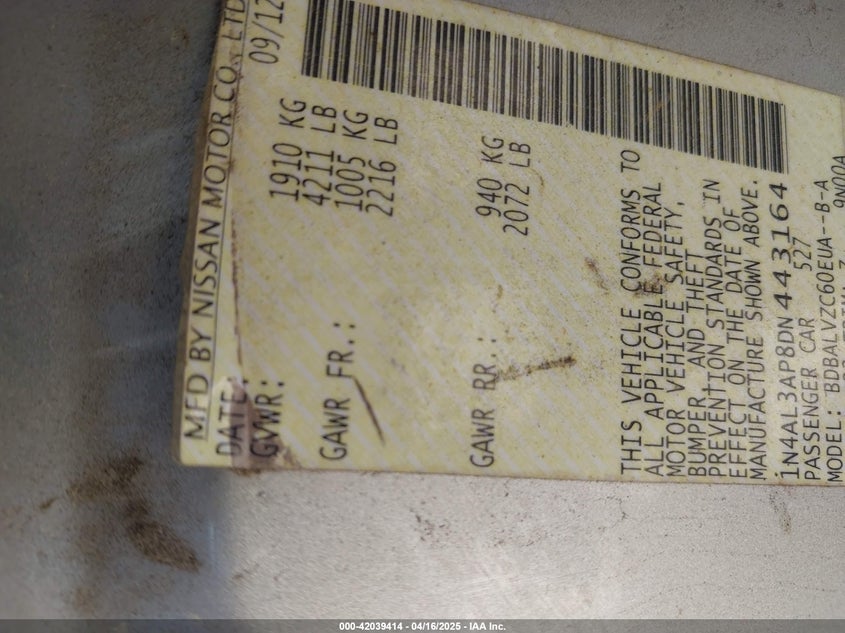 MFD BY NISSAN MOTOR CO., LTD
DATE: 09/12
GVWR: 1910 KG
4211 LB
GAWR FR.: 1005 KG
2216 LB
GAWR RR.: 940 KG
2072 LB
THIS VEHICLE CONFORMS TO
ALL APPLICABLE FEDERAL
MOTOR VEHICLE SAFETY,
BUMPER, AND THEFT
PREVENTION STANDARDS IN
EFFECT ON THE DATE OF
MANUFACTURE SHOWN ABOVE.
1N4AL3AP8DN443164
PASSENGER CAR 527
MODEL: BDBALVZC60EUA--B-A
000-42039414 - 04/16/2025 - IAA Inc.